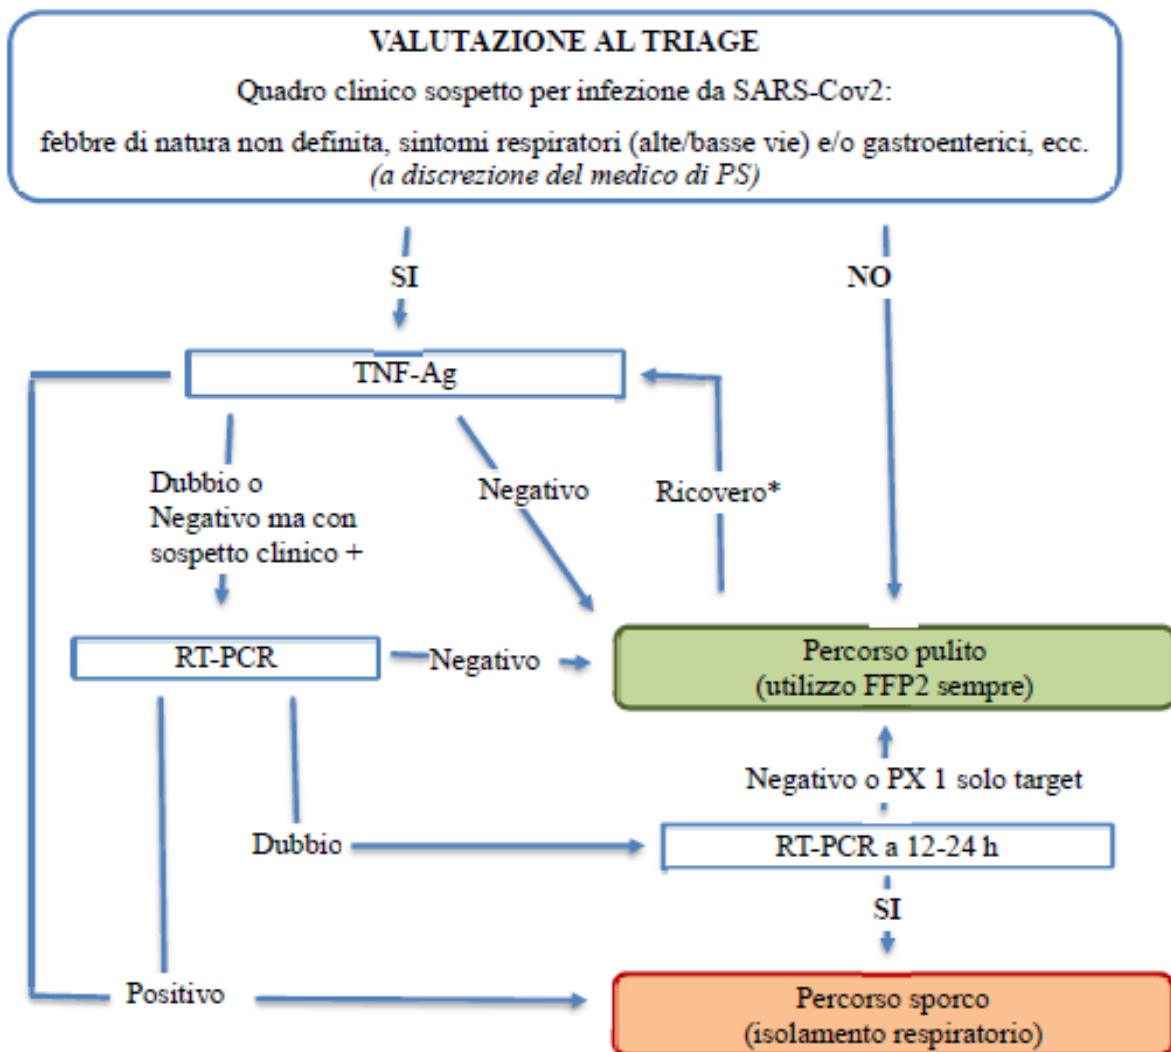 VALUTAZIONE AL TRIAGE
Quadro clinico sospetto per infezione da SARS-Cov2:
febbre di natura non definita, sintomi respiratori (alte/basse vie) e/o gastroenterici, ecc.
(a discrezione del medico di PS)
SI
NO
TNF-Ag
Dubbio o
Negativo ma con
sospetto clinico +
Negativo
Ricovero*
RT-PCR
Negativo
Percorso pulito
(utilizzo FFP2 sempre)
Negativo o PX 1 solo target
Dubbio
RT-PCR a 12-24 h
SI
Positivo
Percorso sporco
(isolamento respiratorio)